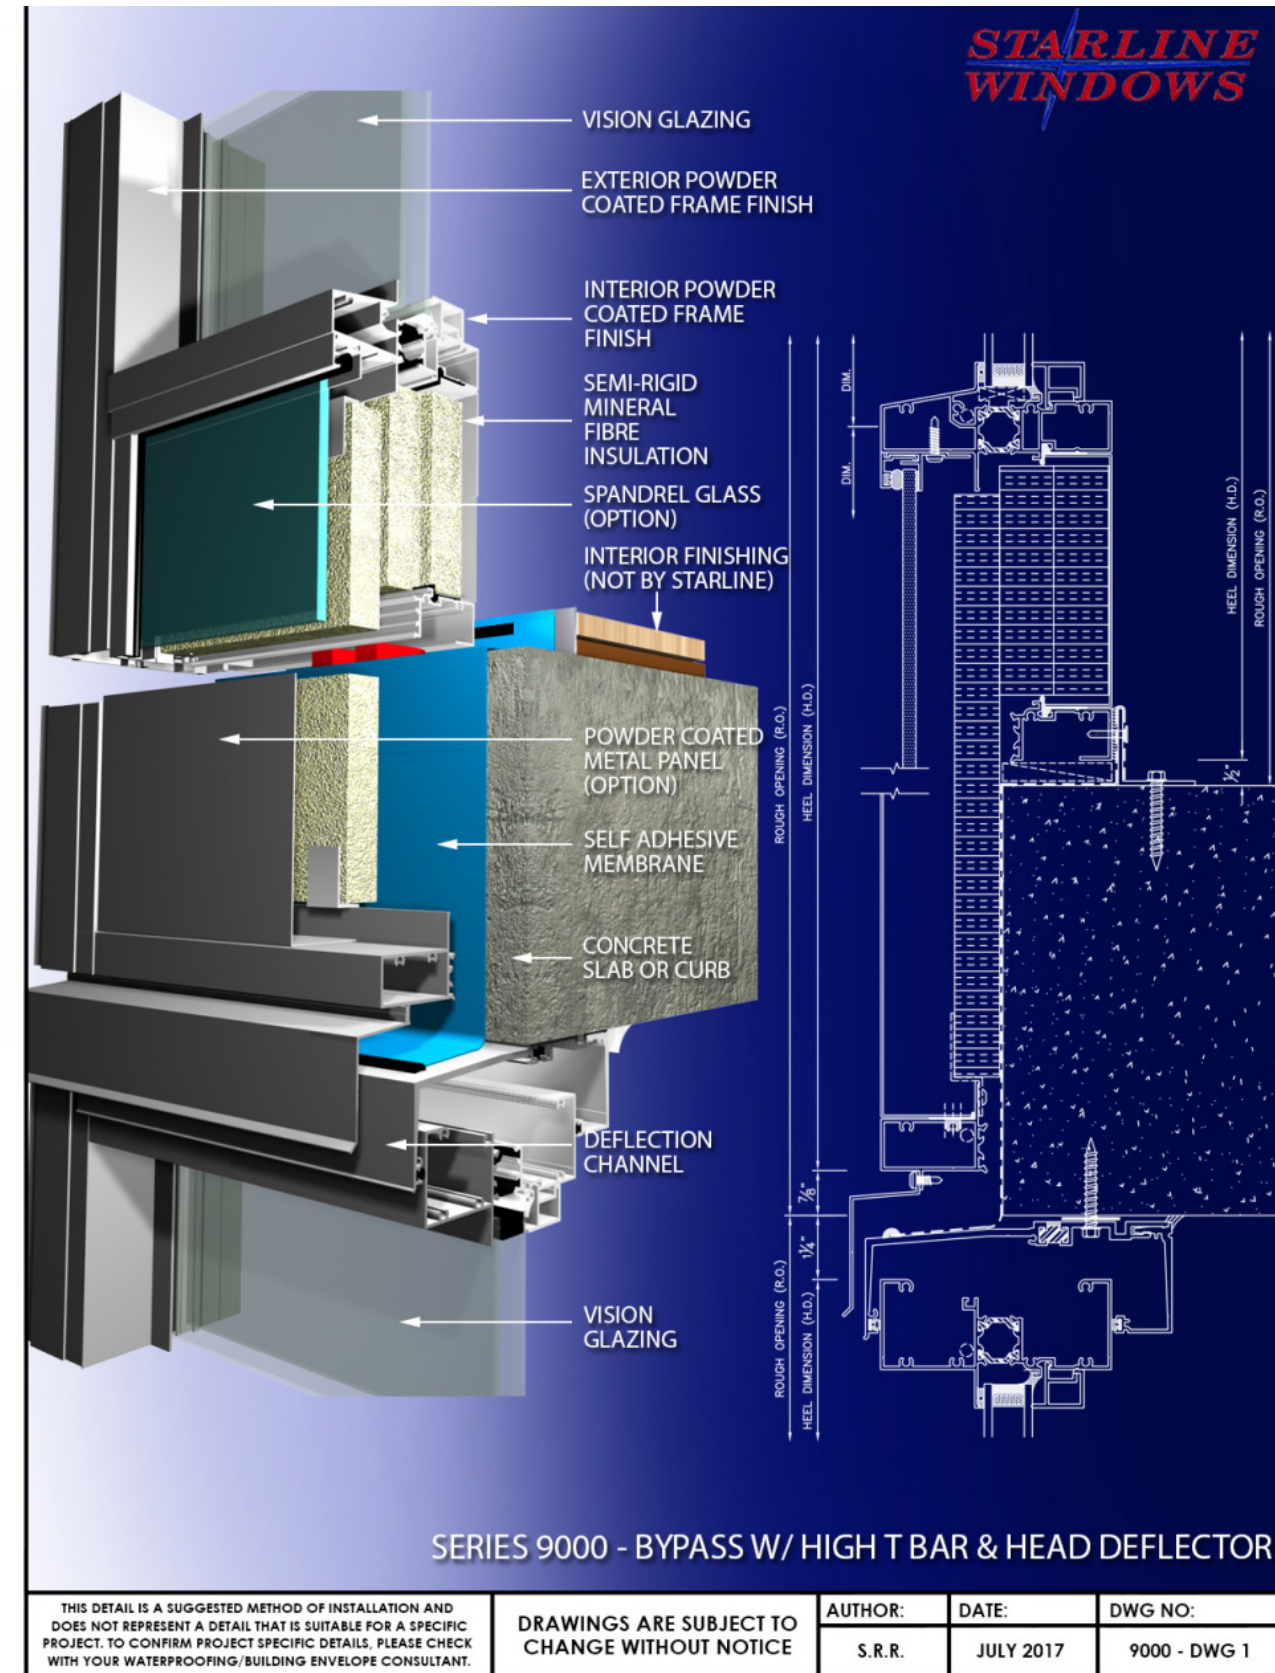 STARLINE
WINDOWS
VISION GLAZING
EXTERIOR POWDER
COATED FRAME FINISH
INTERIOR POWDER
COATED FRAME
FINISH
SEMI-RIGID
MINERAL
FIBRE
INSULATION
SPANDREL GLASS
(OPTION)
INTERIOR FINISHING
(NOT BY STARLINE)
POWDER COATED
METAL PANEL
(OPTION)
SELF ADHESIVE
MEMBRANE
CONCRETE
SLAB OR CURB
DEFLECTION
CHANNEL
VISION
GLAZING
ROUGH OPENING (R.O.)
HEEL DIMENSION (H.D.)
DIM.
DIM.
HEEL DIMENSION (H.D.)
ROUGH OPENING (R.O.)
½"
⅞"
1¼"
ROUGH OPENING (R.O.)
HEEL DIMENSION (H.D.)
SERIES 9000 - BYPASS W/ HIGH T BAR & HEAD DEFLECTOR
THIS DETAIL IS A SUGGESTED METHOD OF INSTALLATION AND
DOES NOT REPRESENT A DETAIL THAT IS SUITABLE FOR A SPECIFIC
PROJECT. TO CONFIRM PROJECT SPECIFIC DETAILS, PLEASE CHECK
WITH YOUR WATERPROOFING/BUILDING ENVELOPE CONSULTANT.
DRAWINGS ARE SUBJECT TO
CHANGE WITHOUT NOTICE
AUTHOR:
S.R.R.
DATE:
JULY 2017
DWG NO:
9000 - DWG 1